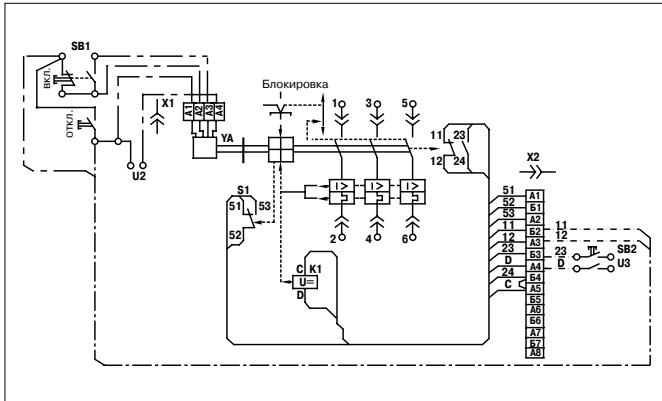 SB1
ВКЛ.
ОТКЛ.
X1
A1
A2
A3
A4
U2
YA
Блокировка
1
3
5
11
23
12
24
X2
I>
I>
I>
2
4
6
S1
51
53
52
C
K1
U=
D
51
52
53
11
12
23
D
24
C
A1
Б1
A2
Б2
A3
Б3
A4
Б4
A5
Б5
A6
Б6
A7
Б7
A8
11
12
23
D
SB2
U3